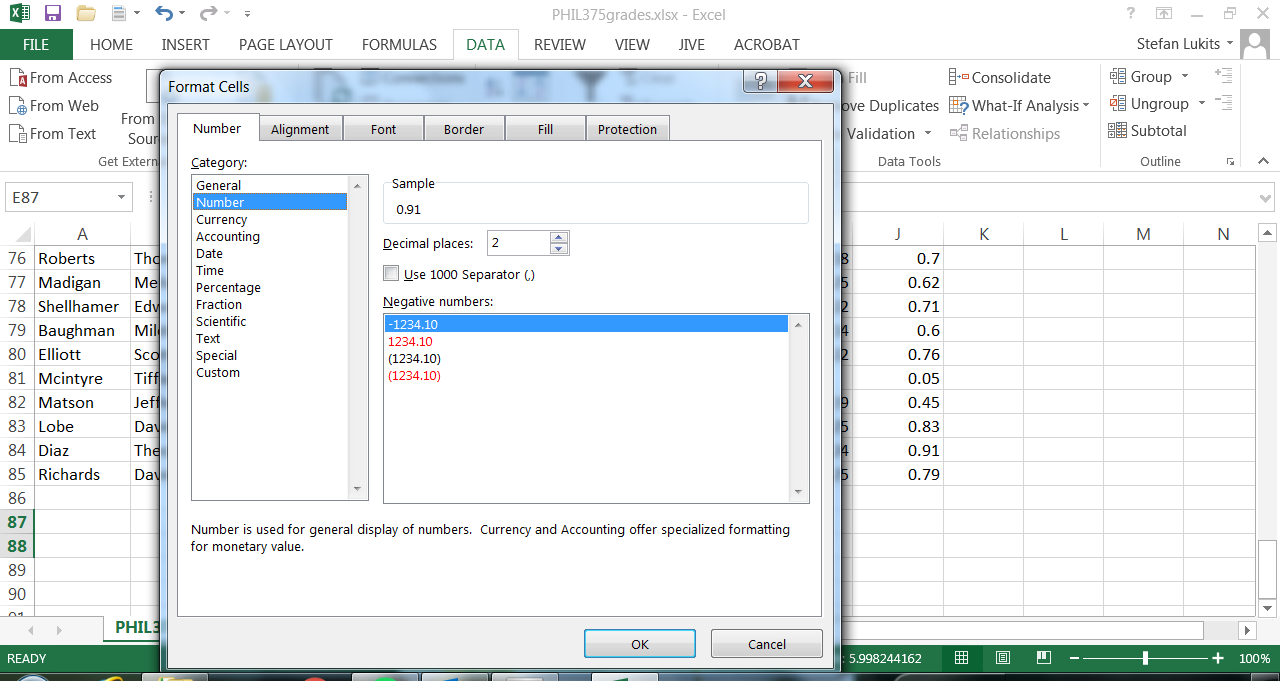 PHIL375grades.xlsx - Excel
?
FILE HOME INSERT PAGE LAYOUT FORMULAS DATA REVIEW VIEW JIVE ACROBAT Stefan Lukits
From Access
From Web
From Text
From
Sour
Get Extern
Connections
Clear
Fill
ove Duplicates
Validation
Consolidate
What-If Analysis
Relationships
Data Tools
Group
Ungroup
Subtotal
Outline
E87
Format Cells
?
Number Alignment Font Border Fill Protection
Category:
General
Number
Currency
Accounting
Date
Time
Percentage
Fraction
Scientific
Text
Special
Custom
Sample
0.91
Decimal places: 2
Use 1000 Separator (,)
Negative numbers:
-1234.10
1234.10
(1234.10)
(1234.10)
Number is used for general display of numbers. Currency and Accounting offer specialized formatting
for monetary value.
OK Cancel
A J K L M N
76 Roberts Tho 8 0.7
77 Madigan Me 5 0.62
78 Shellhamer Edw 2 0.71
79 Baughman Mile 4 0.6
80 Elliott Sco 2 0.76
81 Mcintyre Tiff 0.05
82 Matson Jeff 9 0.45
83 Lobe Dav 5 0.83
84 Diaz The 4 0.91
85 Richards Dav 5 0.79
86
87
88
89
90
91
PHIL3
READY : 5.998244162 100%